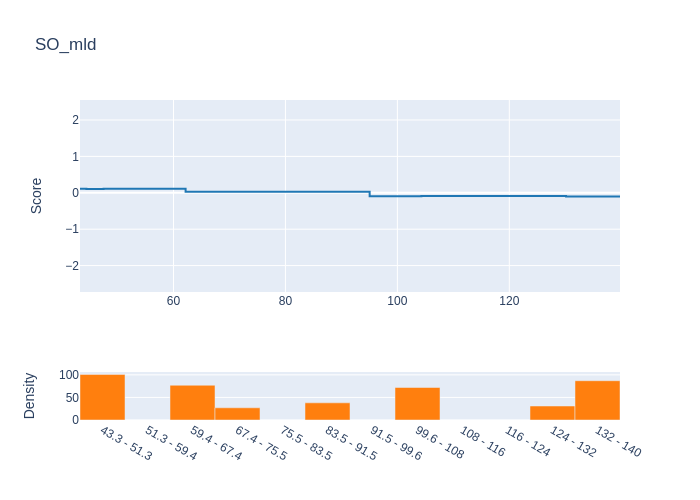 SO_mld
Score
2
1
0
−1
−2
60
80
100
120
Density
100
50
0
43.3 - 51.3
51.3 - 59.4
59.4 - 67.4
67.4 - 75.5
75.5 - 83.5
83.5 - 91.5
91.5 - 99.6
99.6 - 108
108 - 116
116 - 124
124 - 132
132 - 140